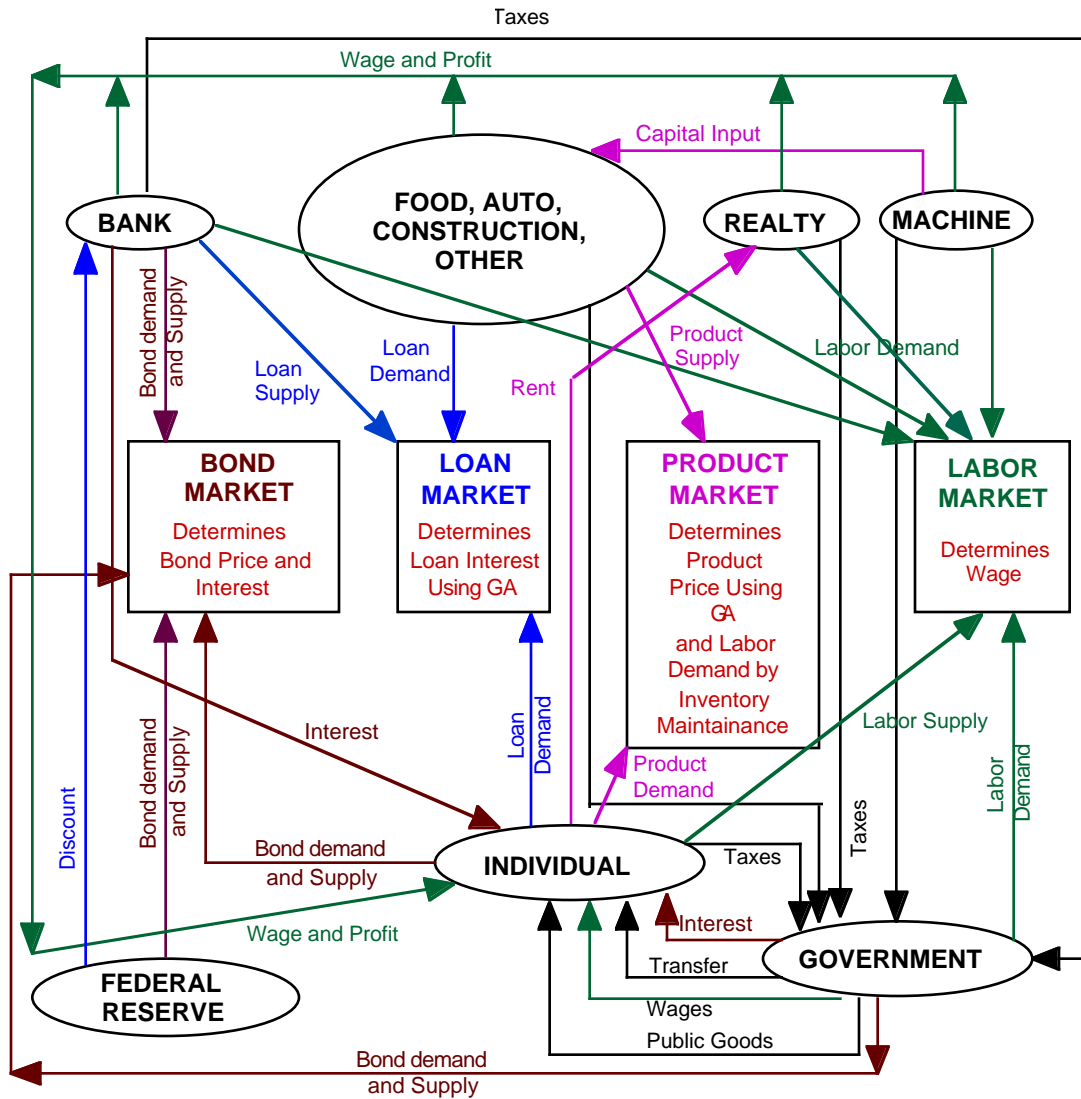 Taxes
Wage and Profit
Capital Input
BANK
FOOD, AUTO,
CONSTRUCTION,
OTHER
REALTY
MACHINE
Bond demand
and Supply
Loan
Supply
Loan
Demand
Rent
Product
Supply
Labor Demand
BOND
MARKET
Determines
Bond Price and
Interest
LOAN
MARKET
Determines
Loan Interest
Using GA
PRODUCT
MARKET
Determines
Product
Price Using
GA
and Labor
Demand by
Inventory
Maintainance
LABOR
MARKET
Determines
Wage
Discount
Bond demand
and Supply
Interest
Loan
Demand
Product
Demand
Labor Supply
Labor
Demand
Taxes
Bond demand
and Supply
INDIVIDUAL
Taxes
Wage and Profit
Interest
GOVERNMENT
Transfer
FEDERAL
RESERVE
Wages
Public Goods
Bond demand
and Supply